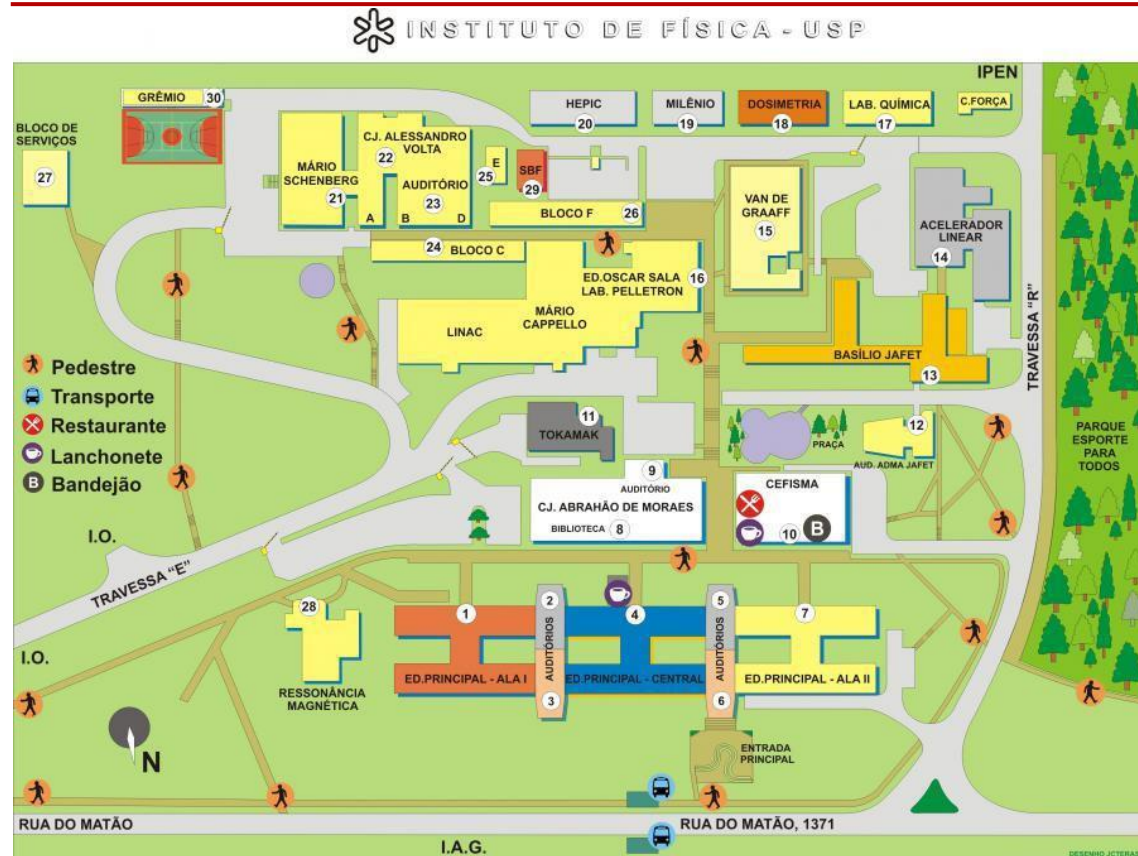 INSTITUTO DE FÍSICA - USP
IPEN
GRÊMIO 30
HEPIC
20
MILÊNIO
19
DOSIMETRIA
18
LAB. QUÍMICA
17
C.FORÇA
BLOCO DE
SERVIÇOS
27
CJ. ALESSANDRO
VOLTA
22
MÁRIO
SCHENBERG
21
AUDITÓRIO
23
A
B
D
E
25
SBF
29
BLOCO F
26
24
BLOCO C
VAN DE
GRAAFF
15
ACELERADOR
LINEAR
14
ED.OSCAR SALA
LAB. PELLETRON
16
MÁRIO
CAPPELLO
LINAC
BASÍLIO JAFET
13
TRAVESSA "R"
Pedestre
Transporte
Restaurante
Lanchonete
B Bandejão
11
TOKAMAK
PRAÇA
12
AUD. ADMA JAFET
PARQUE
ESPORTE
PARA
TODOS
9
AUDITÓRIO
CJ. ABRAHÃO DE MORAES
BIBLIOTECA 8
CEFISMA
10
B
I.O.
TRAVESSA "E"
28
RESSONÂNCIA
MAGNÉTICA
I.O.
1
ED.PRINCIPAL - ALA I
2
AUDITÓRIOS
3
4
ED.PRINCIPAL - CENTRAL
5
AUDITÓRIOS
6
7
ED.PRINCIPAL - ALA II
N
ENTRADA
PRINCIPAL
RUA DO MATÃO
RUA DO MATÃO, 1371
I.A.G.
DESENHO JCTERAS